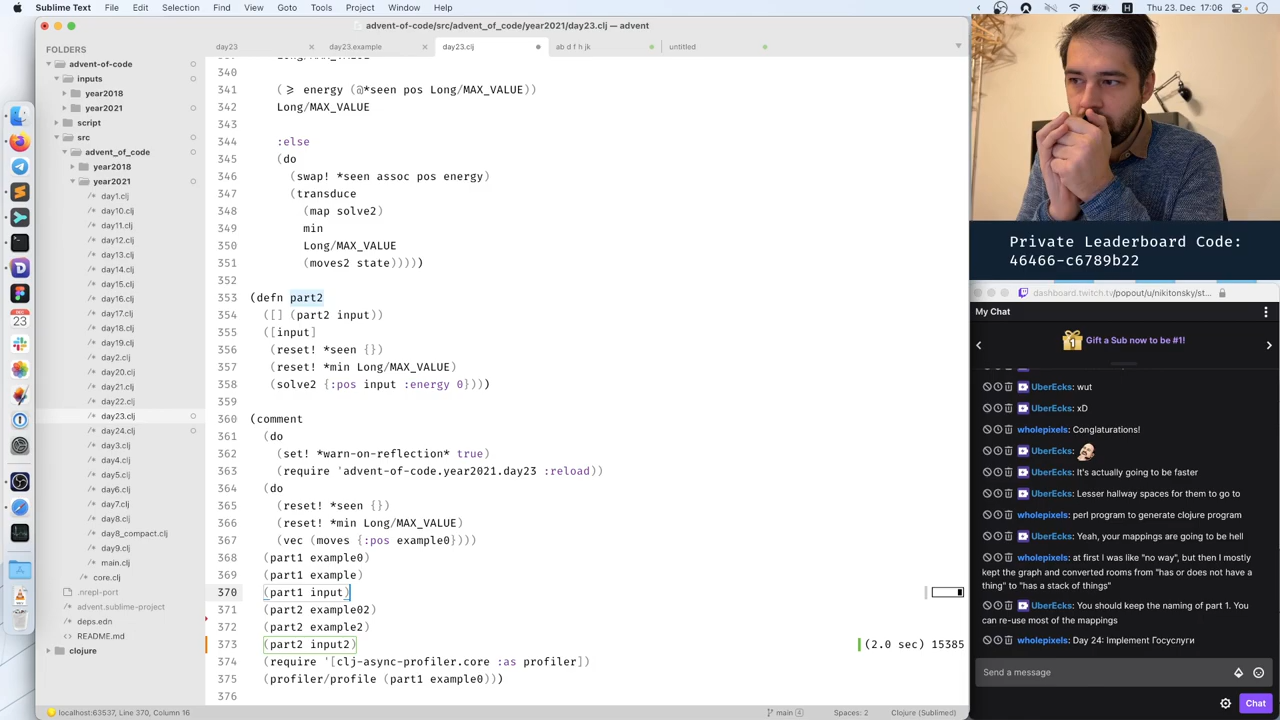 Sublime Text File Edit Selection Find View Goto Tools Project Window Help
Thu 23. Dec 17:06
advent-of-code/src/advent_of_code/year2021/day23.clj — advent
day23
day23.example
day23.clj
ab d f h jk
untitled
FOLDERS
advent-of-code
inputs
year2018
year2021
script
src
advent_of_code
year2018
year2021
day1.clj
day10.clj
day11.clj
day12.clj
day13.clj
day14.clj
day15.clj
day16.clj
day17.clj
day18.clj
day19.clj
day2.clj
day20.clj
day21.clj
day22.clj
day23.clj
day24.clj
day3.clj
day4.clj
day5.clj
day6.clj
day7.clj
day8.clj
day8_compact.clj
day9.clj
main.clj
core.clj
.nrepl-port
advent.sublime-project
deps.edn
README.md
clojure
DEC
23
340
341 (>= energy (@*seen pos Long/MAX_VALUE))
342 Long/MAX_VALUE
343
344 :else
345 (do
346 (swap! *seen assoc pos energy)
347 (transduce
348 (map solve2)
349 min
350 Long/MAX_VALUE
351 (moves2 state)))))
352
353 (defn part2
354 ([] (part2 input))
355 ([input]
356 (reset! *seen {})
357 (reset! *min Long/MAX_VALUE)
358 (solve2 {:pos input :energy 0})))
359
360 (comment
361 (do
362 (set! *warn-on-reflection* true)
363 (require 'advent-of-code.year2021.day23 :reload))
364 (do
365 (reset! *seen {})
366 (reset! *min Long/MAX_VALUE)
367 (vec (moves {:pos example0})))
368 (part1 example0)
369 (part1 example)
370 (part1 input)
371 (part2 example02)
372 (part2 example2)
373 (part2 input2)
(2.0 sec) 15385
374 (require '[clj-async-profiler.core :as profiler])
375 (profiler/profile (part1 example0)))
376
localhost:63537, Line 370, Column 16
main 4
Spaces: 2
Clojure (Sublimed)
Private Leaderboard Code:
46466-c6789b22
dashboard.twitch.tv/popout/u/nikitonsky/st...
My Chat
1
Gift a Sub now to be #1!
UberEcks: wut
UberEcks: xD
wholepixels: Conglaturations!
UberEcks:
UberEcks: It's actually going to be faster
UberEcks: Lesser hallway spaces for them to go to
wholepixels: perl program to generate clojure program
UberEcks: Yeah, your mappings are going to be hell
wholepixels: at first I was like "no way", but then I mostly
kept the graph and converted rooms from "has or does not have a
thing" to "has a stack of things"
UberEcks: You should keep the naming of part 1. You
can re-use most of the mappings
wholepixels: Day 24: Implement Госуслуги
Send a message
Chat